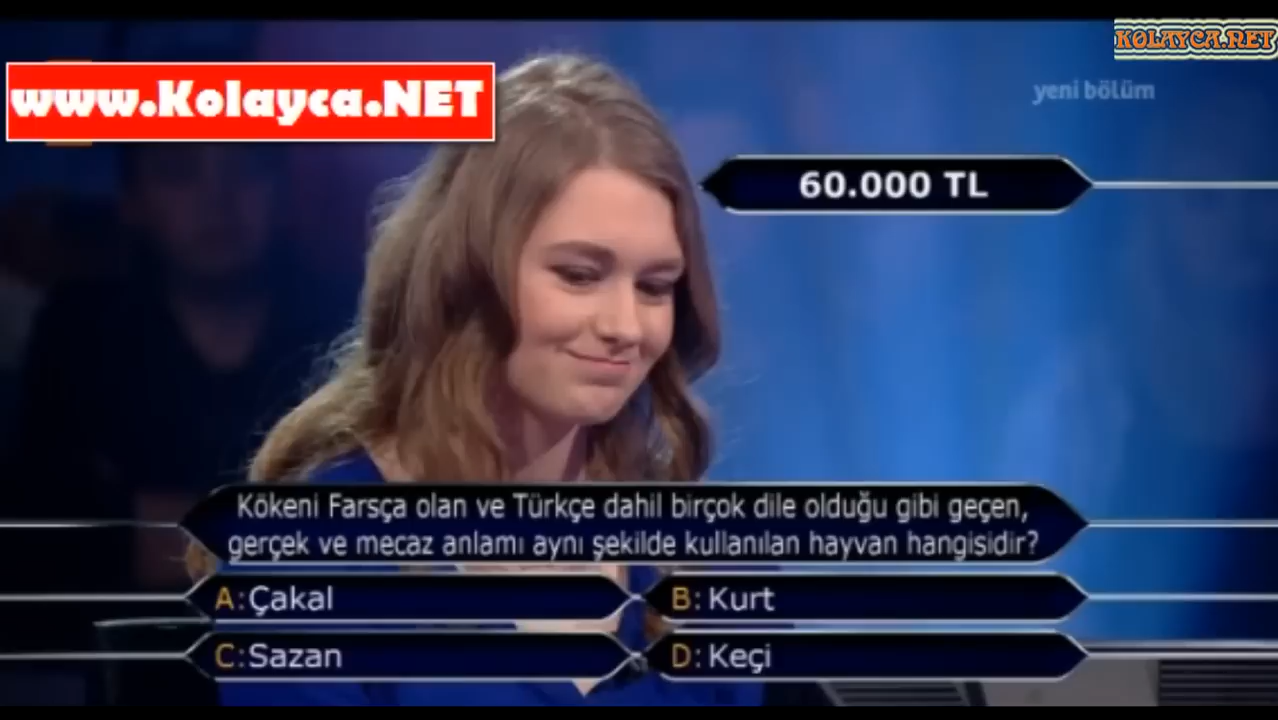 KOLAYCA.NET
www.Kolayca.NET
yeni bölüm
60.000 TL
Kökeni Farsça olan ve Türkçe dahil birçok dile olduğu gibi geçen,
gerçek ve mecaz anlamı aynı şekilde kullanılan hayvan hangisidir?
A: Çakal
B: Kurt
C: Sazan
D: Keçi